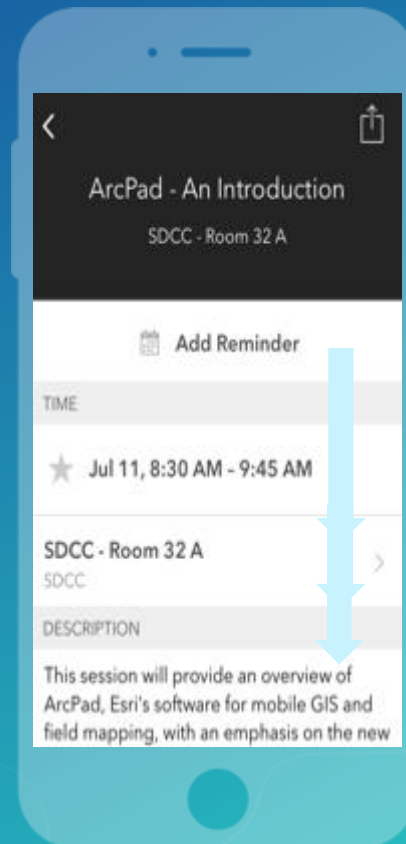 ArcPad - An Introduction
SDCC - Room 32 A
Add Reminder
TIME
Jul 11, 8:30 AM - 9:45 AM
SDCC - Room 32 A
SDCC
DESCRIPTION
This session will provide an overview of
ArcPad, Esri's software for mobile GIS and
field mapping, with an emphasis on the new